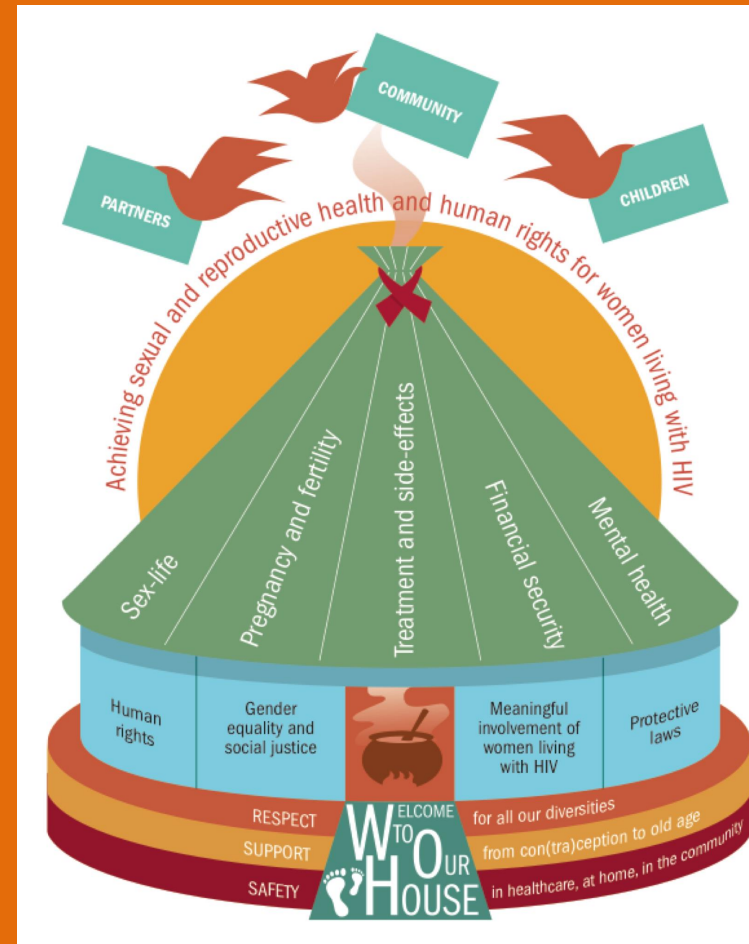 COMMUNITY
PARTNERS
CHILDREN
Achieving sexual and reproductive health and human rights for women living with HIV
Sex-life
Pregnancy and fertility
Treatment and side-effects
Financial security
Mental health
Human
rights
Gender
equality and
social justice
Meaningful
involvement of
women living
with HIV
Protective
laws
RESPECT for all our diversities
SUPPORT from con(tra)ception to old age
SAFETY in healthcare, at home, in the community
WELCOME
TO
OUR
HOUSE